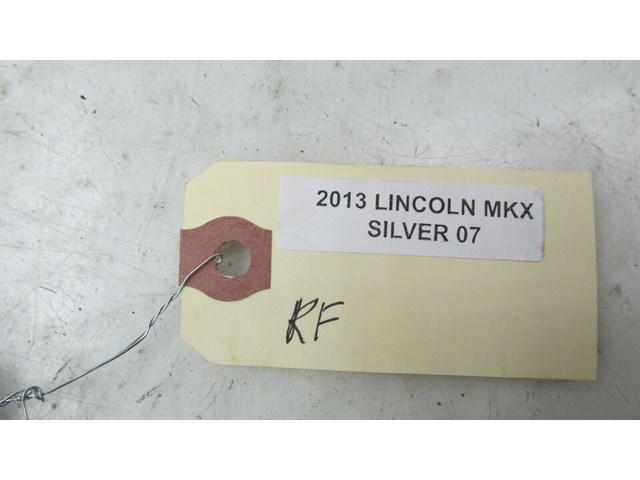 2013 LINCOLN MKX
SILVER 07
RF